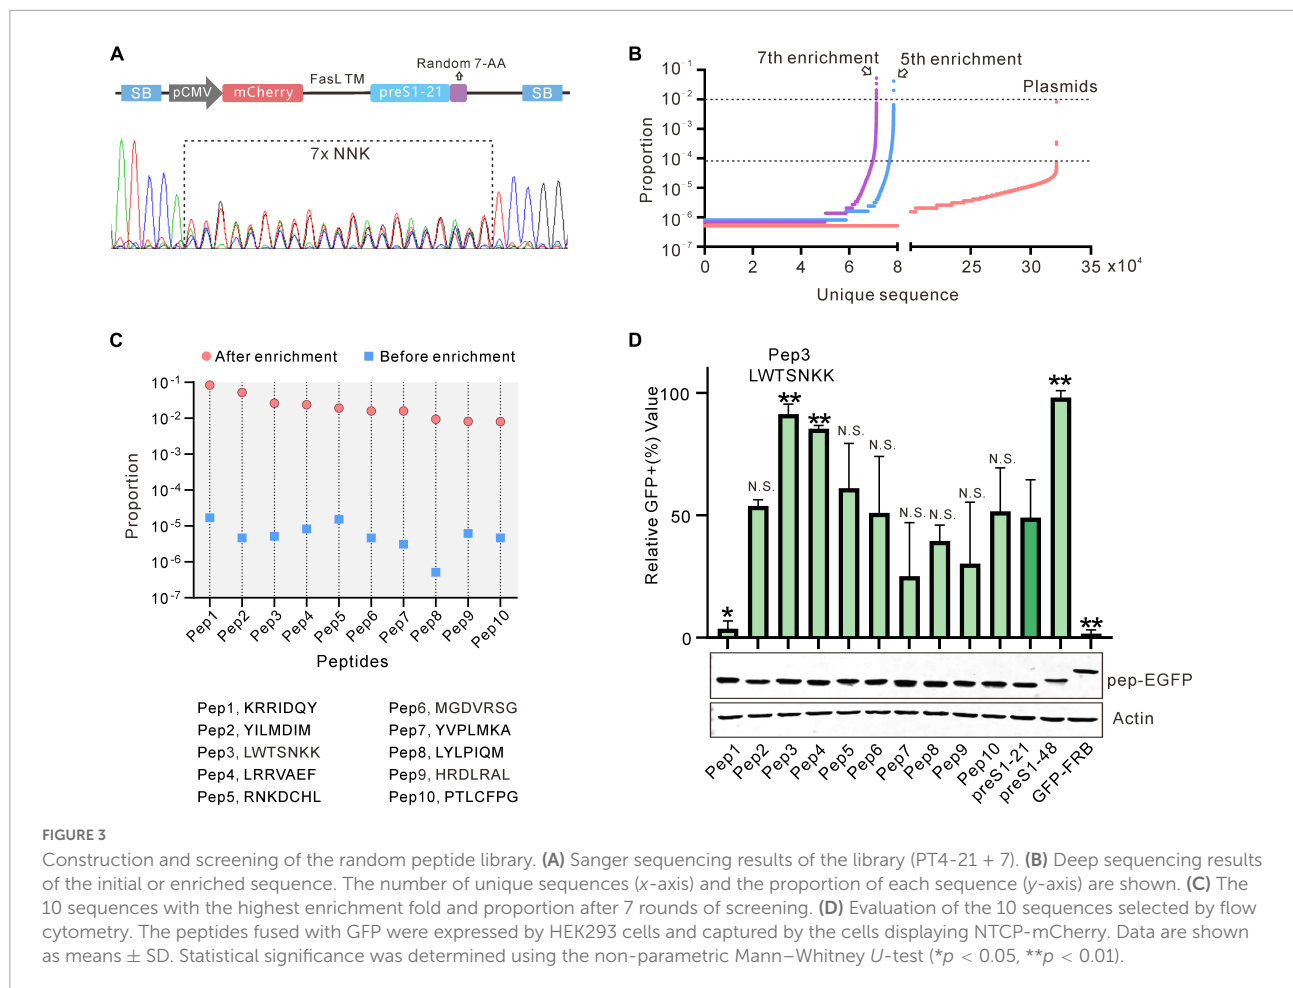 A
Random 7-AA
FasL TM
SB
pCMV
mCherry
preS1-21
SB
7x NNK
B
7th enrichment
5th enrichment
Plasmids
Proportion
10-1
10-2
10-3
10-4
10-5
10-6
10-7
0
2
4
6
8
25
30
35
x104
Unique sequence
C
After enrichment
Before enrichment
Proportion
10-1
10-2
10-3
10-4
10-5
10-6
10-7
Pep1
Pep2
Pep3
Pep4
Pep5
Pep6
Pep7
Pep8
Pep9
Pep10
Peptides
Pep1, KRRIDQY
Pep2, YILMDIM
Pep3, LWTSNKK
Pep4, LRRVAEF
Pep5, RNKDCHL
Pep6, MGDVRSG
Pep7, YVPLMKA
Pep8, LYLPIQM
Pep9, HRDLRAL
Pep10, PTLCFPG
D
Pep3
LWTSNKK
Relative GFP+(%) Value
100
50
0
*
N.S.
**
**
N.S.
N.S.
N.S.
N.S.
N.S.
N.S.
**
**
pep-EGFP
Actin
Pep1
Pep2
Pep3
Pep4
Pep5
Pep6
Pep7
Pep8
Pep9
Pep10
preS1-21
preS1-48
GFP-FRB
FIGURE 3
Construction and screening of the random peptide library. (A) Sanger sequencing results of the library (PT4-21 + 7). (B) Deep sequencing results
of the initial or enriched sequence. The number of unique sequences (x-axis) and the proportion of each sequence (y-axis) are shown. (C) The
10 sequences with the highest enrichment fold and proportion after 7 rounds of screening. (D) Evaluation of the 10 sequences selected by flow
cytometry. The peptides fused with GFP were expressed by HEK293 cells and captured by the cells displaying NTCP-mCherry. Data are shown
as means ± SD. Statistical significance was determined using the non-parametric Mann–Whitney U-test (*p < 0.05, **p < 0.01).